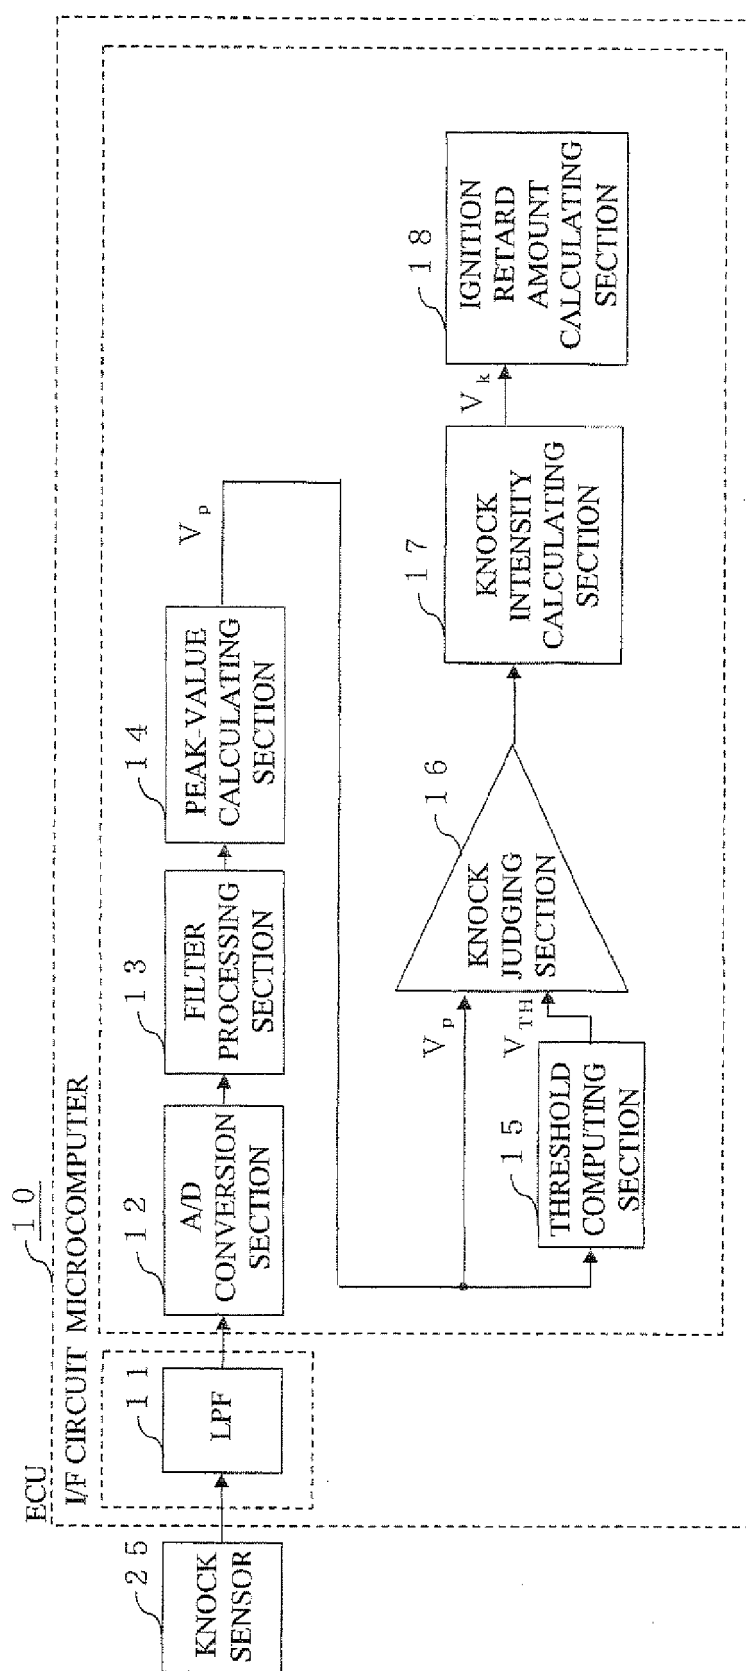 ECU
10
I/F CIRCUIT MICROCOMPUTER
25
KNOCK
SENSOR
11
LPF
12
A/D
CONVERSION
SECTION
13
FILTER
PROCESSING
SECTION
14
PEAK-VALUE
CALCULATING
SECTION
Vp
Vp
VTH
15
THRESHOLD
COMPUTING
SECTION
16
KNOCK
JUDGING
SECTION
17
KNOCK
INTENSITY
CALCULATING
SECTION
Vk
18
IGNITION
RETARD
AMOUNT
CALCULATING
SECTION